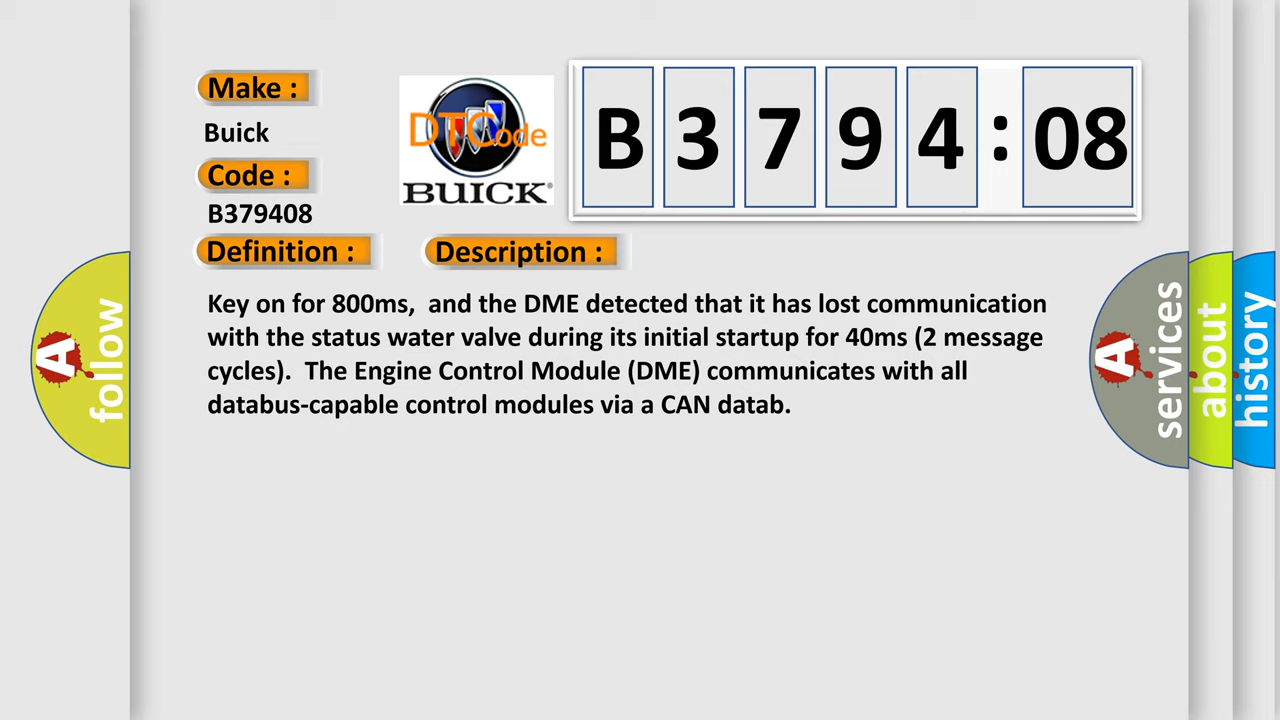 Make :
Buick
Code :
B379408
Definition :
Description :
DTCode
BUICK®
B 3 7 9 4 : 08
Key on for 800ms,  and the DME detected that it has lost communication
with the status water valve during its initial startup for 40ms (2 message
cycles).  The Engine Control Module (DME) communicates with all
databus-capable control modules via a CAN datab.
A follow
A services
about
history